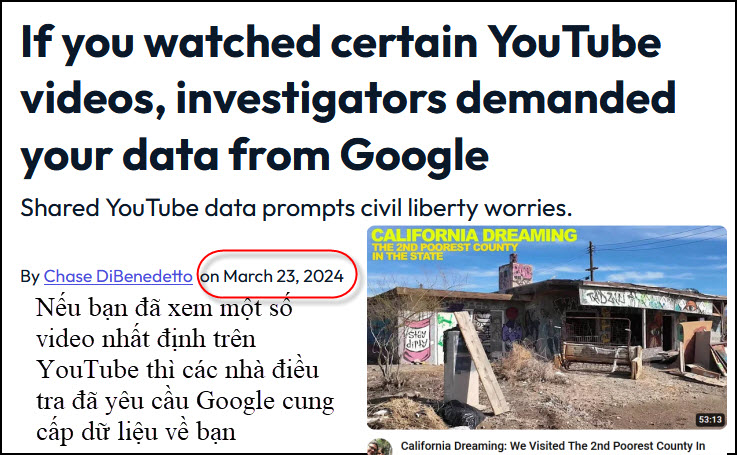 If you watched certain YouTube
videos, investigators demanded
your data from Google
Shared YouTube data prompts civil liberty worries.
By Chase DiBenedetto on March 23, 2024
Nếu bạn đã xem một số
video nhất định trên
YouTube thì các nhà điều
tra đã yêu cầu Google cung
cấp dữ liệu về bạn
CALIFORNIA DREAMING
THE 2ND POOREST COUNTY
IN THE STATE
STAY
DIRTY
53:13
California Dreaming: We Visited The 2nd Poorest County In